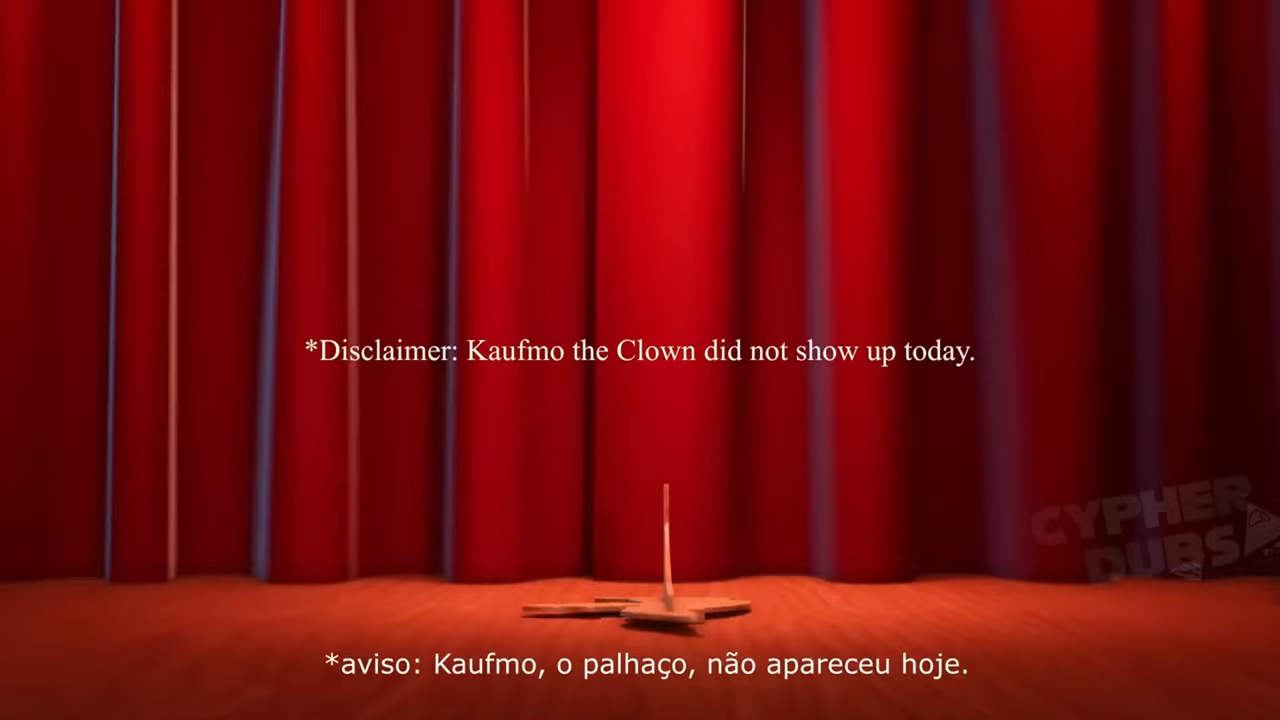 *Disclaimer: Kaufmo the Clown did not show up today.
CYPHER
DUBS
*aviso: Kaufmo, o palhaço, não apareceu hoje.